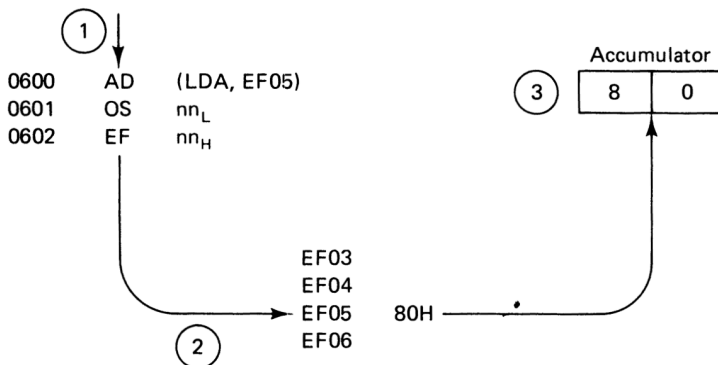 1
Accumulator
0600 AD (LDA, EF05)
3 8 0
0601 OS nnL
0602 EF nnH
EF03
EF04
EF05 80H
2
EF06